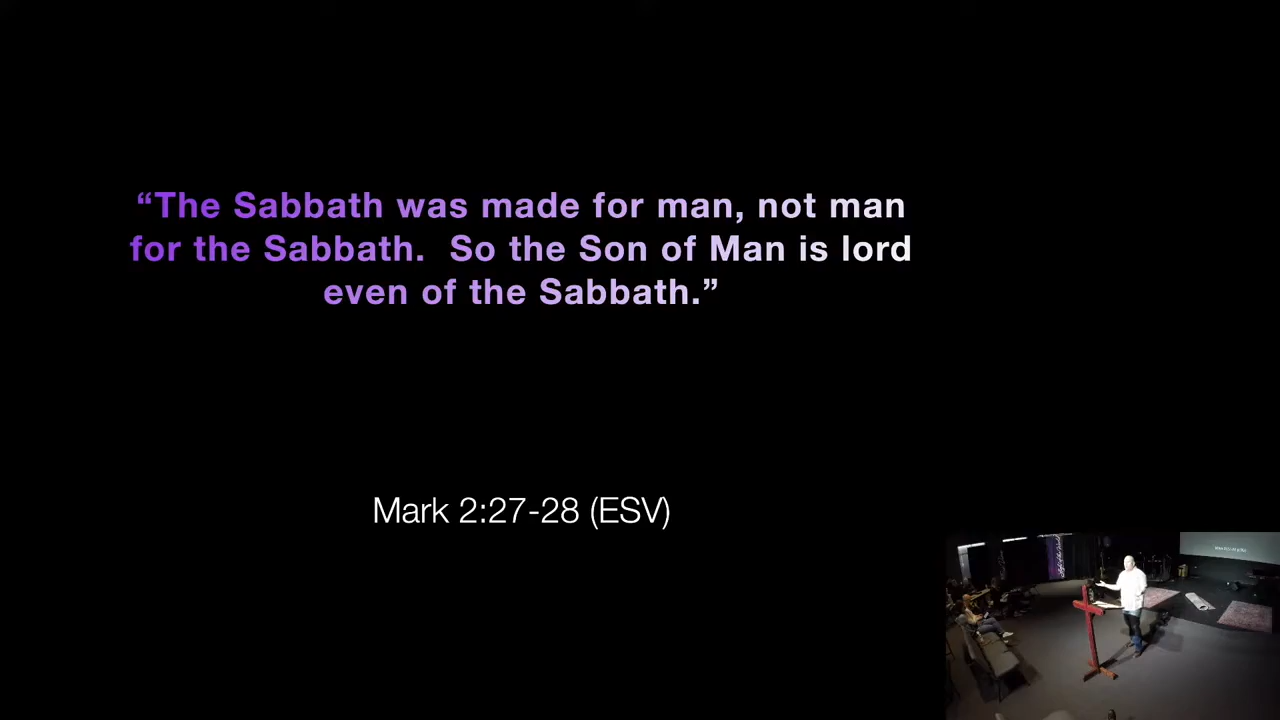 “The Sabbath was made for man, not man
for the Sabbath.  So the Son of Man is lord
even of the Sabbath.”
Mark 2:27-28 (ESV)